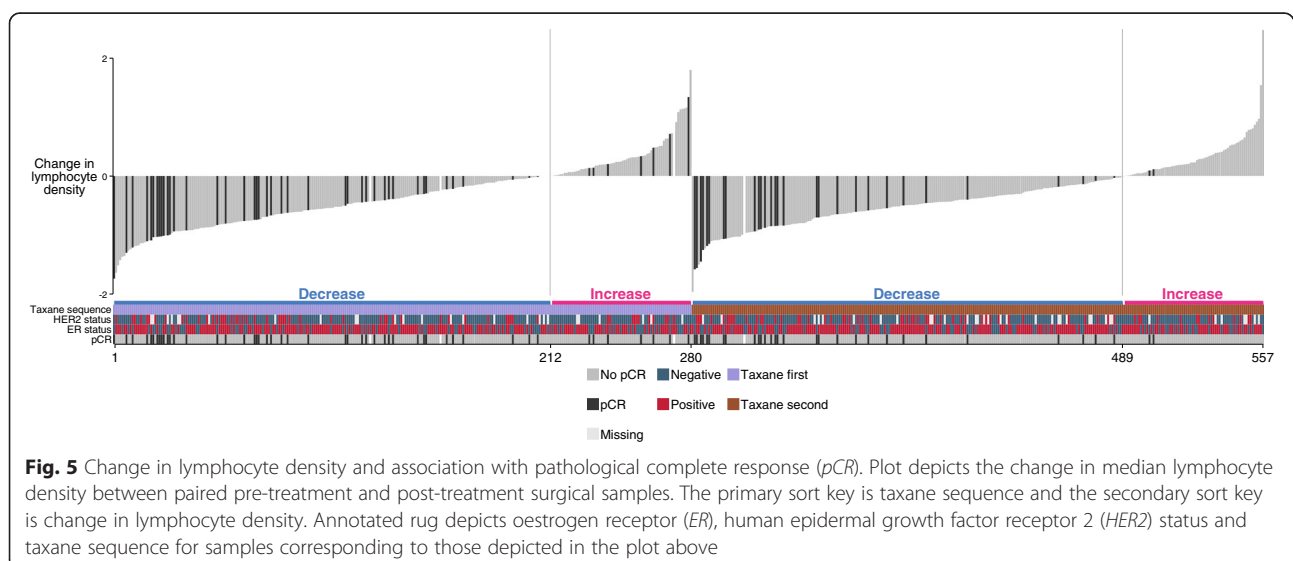 2
Change in
lymphocyte
density
0
-2
Decrease Increase Decrease Increase
Taxane sequence
HER2 status
ER status
pCR
1 212 280 489 557
No pCR Negative Taxane first
pCR Positive Taxane second
Missing
Fig. 5 Change in lymphocyte density and association with pathological complete response (pCR). Plot depicts the change in median lymphocyte
density between paired pre-treatment and post-treatment surgical samples. The primary sort key is taxane sequence and the secondary sort key
is change in lymphocyte density. Annotated rug depicts oestrogen receptor (ER), human epidermal growth factor receptor 2 (HER2) status and
taxane sequence for samples corresponding to those depicted in the plot above